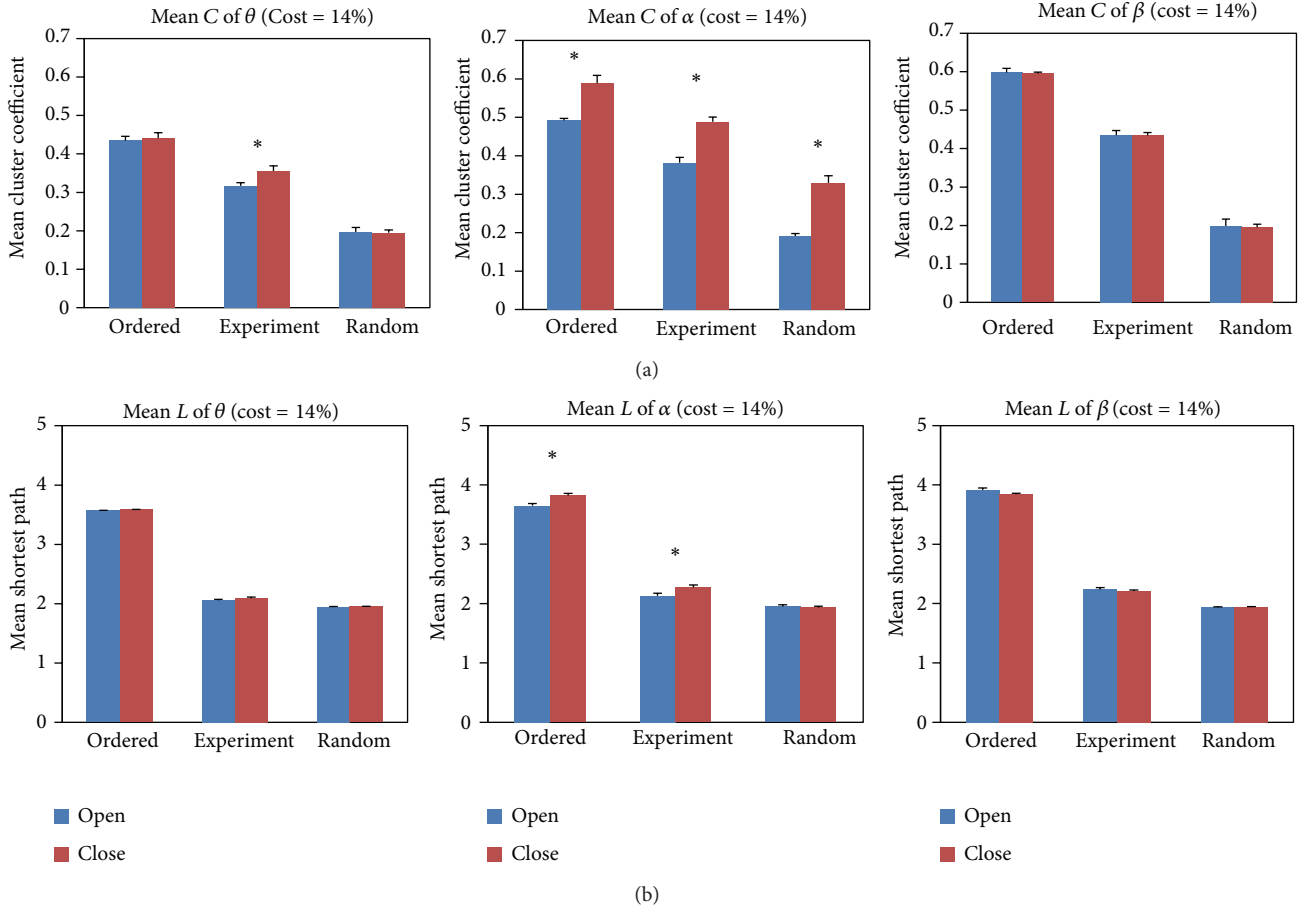 Mean C of θ (Cost = 14%)
Mean cluster coefficient
0.7
0.6
0.5
0.4
0.3
0.2
0.1
0
*
Ordered Experiment Random
Mean C of α (cost = 14%)
Mean cluster coefficient
0.7
0.6
0.5
0.4
0.3
0.2
0.1
0
* * *
Ordered Experiment Random
Mean C of β (cost = 14%)
Mean cluster coefficient
0.7
0.6
0.5
0.4
0.3
0.2
0.1
0
Ordered Experiment Random
(a)
Mean L of θ (cost = 14%)
Mean shortest path
5
4
3
2
1
0
Ordered Experiment Random
Open
Close
Mean L of α (cost = 14%)
Mean shortest path
5
4
3
2
1
0
* *
Ordered Experiment Random
Open
Close
Mean L of β (cost = 14%)
Mean shortest path
5
4
3
2
1
0
Ordered Experiment Random
Open
Close
(b)